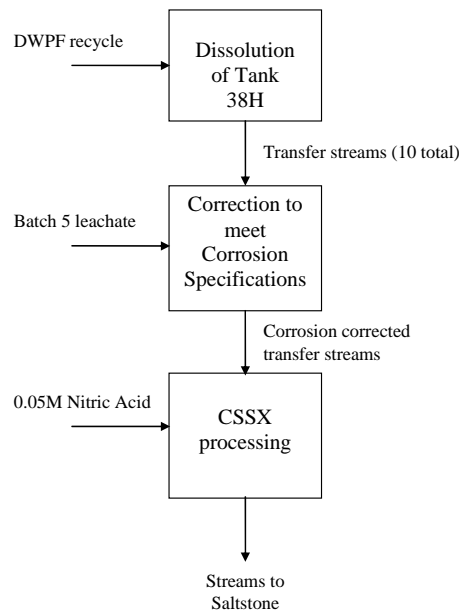 DWPF recycle
Dissolution
of Tank
38H
Transfer streams (10 total)
Batch 5 leachate
Correction to
meet
Corrosion
Specifications
Corrosion corrected
transfer streams
0.05M Nitric Acid
CSSX
processing
Streams to
Saltstone